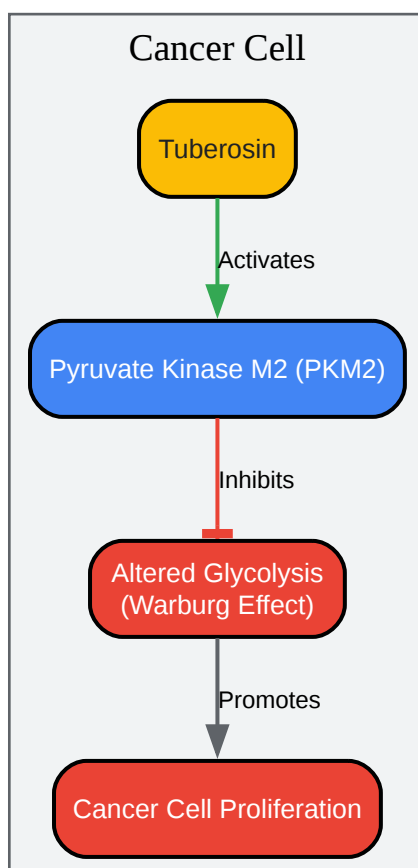 Cancer Cell
Tuberosin
Activates
Pyruvate Kinase M2 (PKM2)
Inhibits
Altered Glycolysis
(Warburg Effect)
Promotes
Cancer Cell Proliferation